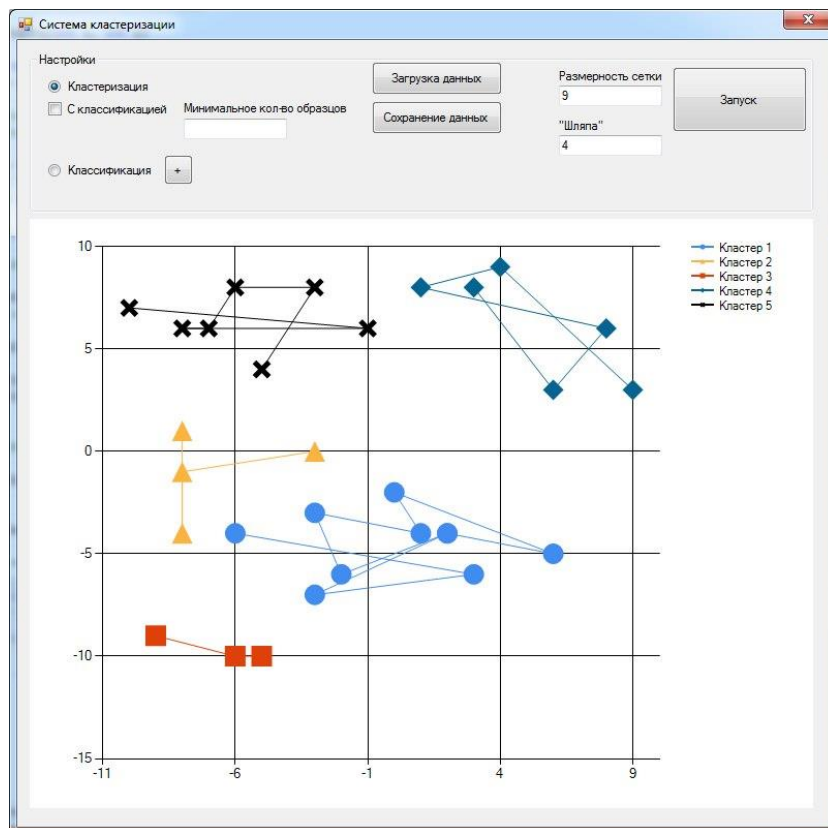 Система кластеризации
Настройки
Кластеризация
С классификацией
Минимальное кол-во образцов
Классификация
+
Загрузка данных
Сохранение данных
Размерность сетки
9
"Шляпа"
4
Запуск
10
5
0
-5
-10
-15
-11
-6
-1
4
9
Кластер 1
Кластер 2
Кластер 3
Кластер 4
Кластер 5